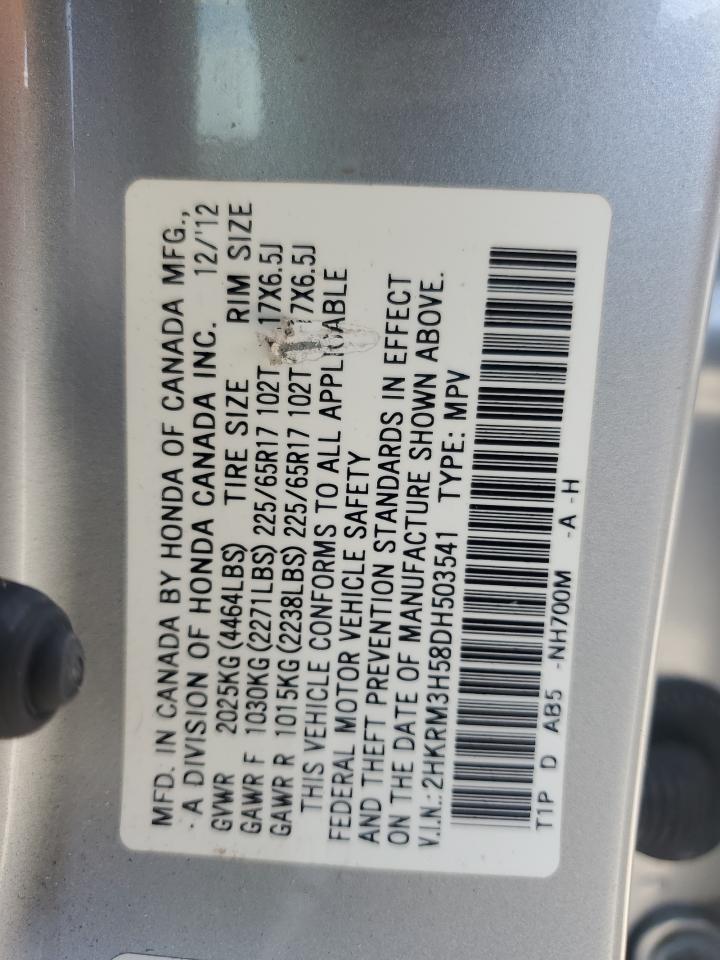 MFD. IN CANADA BY HONDA OF CANADA MFG.,
- A DIVISION OF HONDA CANADA INC. 12/'12
GVWR 2025KG(4464LBS) TIRE SIZE RIM SIZE
GAWR F 1030KG(2271LBS) 225/65R17 102T 17X6.5J
GAWR R 1015KG(2238LBS) 225/65R17 102T 17X6.5J
THIS VEHICLE CONFORMS TO ALL APPLICABLE
FEDERAL MOTOR VEHICLE SAFETY
AND THEFT PREVENTION STANDARDS IN EFFECT
ON THE DATE OF MANUFACTURE SHOWN ABOVE.
V.I.N.: 2HKRM3H58DH503541 TYPE: MPV
T1P D AB5 -NH700M -A -H